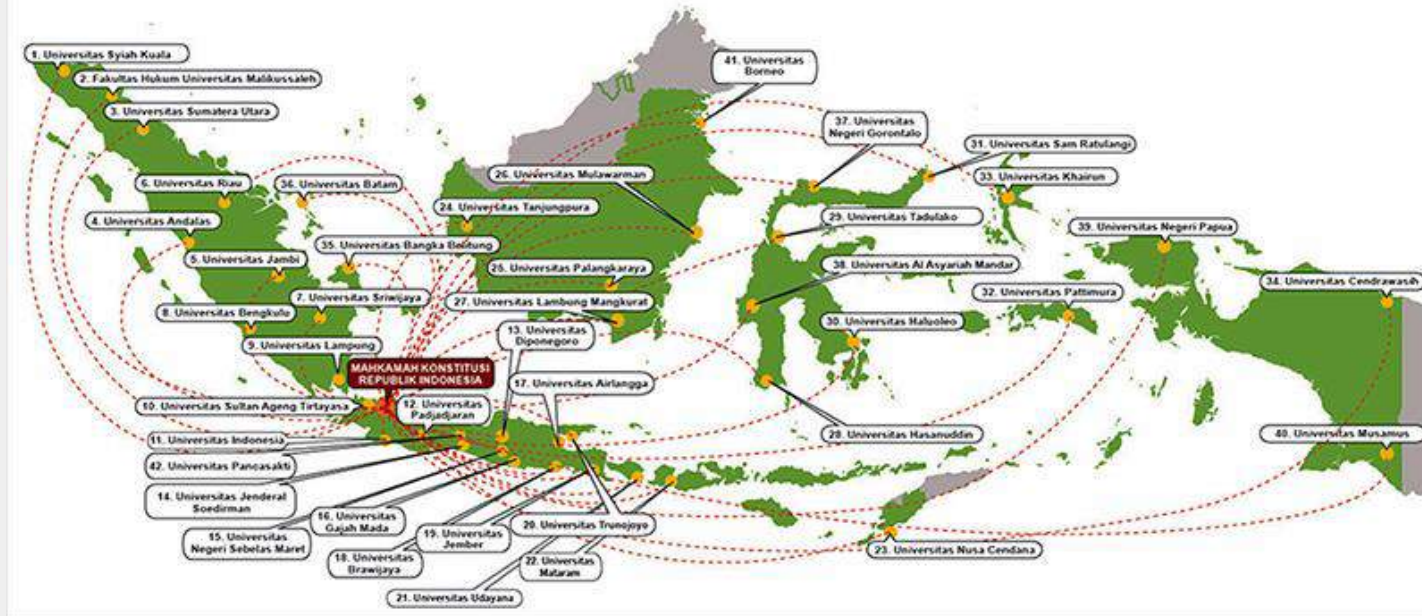 1. Universitas Syiah Kuala
2. Fakultas Hukum Universitas Malikussaleh
3. Universitas Sumatera Utara
41. Universitas
Borneo
37. Universitas
Negeri Gorontalo
31. Universitas Sam Ratulangi
26. Universitas Mulawarman
33. Universitas Khairun
6. Universitas Riau
36. Universitas Batam
24. Universitas Tanjungpura
4. Universitas Andalas
29. Universitas Tadulako
39. Universitas Negeri Papua
35. Universitas Bangka Belitung
5. Universitas Jambi
25. Universitas Palangkaraya
38. Universitas Al Asyariah Mandar
34. Universitas Cendrawasih
7. Universitas Sriwijaya
27. Universitas Lambung Mangkurat
32. Universitas Pattimura
8. Universitas Bengkulu
30. Universitas Haluoleo
13. Universitas
Diponegoro
9. Universitas Lampung
MAHKAMAH KONSTITUSI
REPUBLIK INDONESIA
17. Universitas Airlangga
10. Universitas Sultan Ageng Tirtayasa
12. Universitas
Padjadjaran
28. Universitas Hasanuddin
40. Universitas Musamus
11. Universitas Indonesia
42. Universitas Pancasakti
14. Universitas Jenderal
Soedirman
16. Universitas
Gajah Mada
15. Universitas
Negeri Sebelas Maret
19. Universitas
Jember
20. Universitas Trunojoyo
18. Universitas
Brawijaya
22. Universitas
Mataram
23. Universitas Nusa Cendana
21. Universitas Udayana